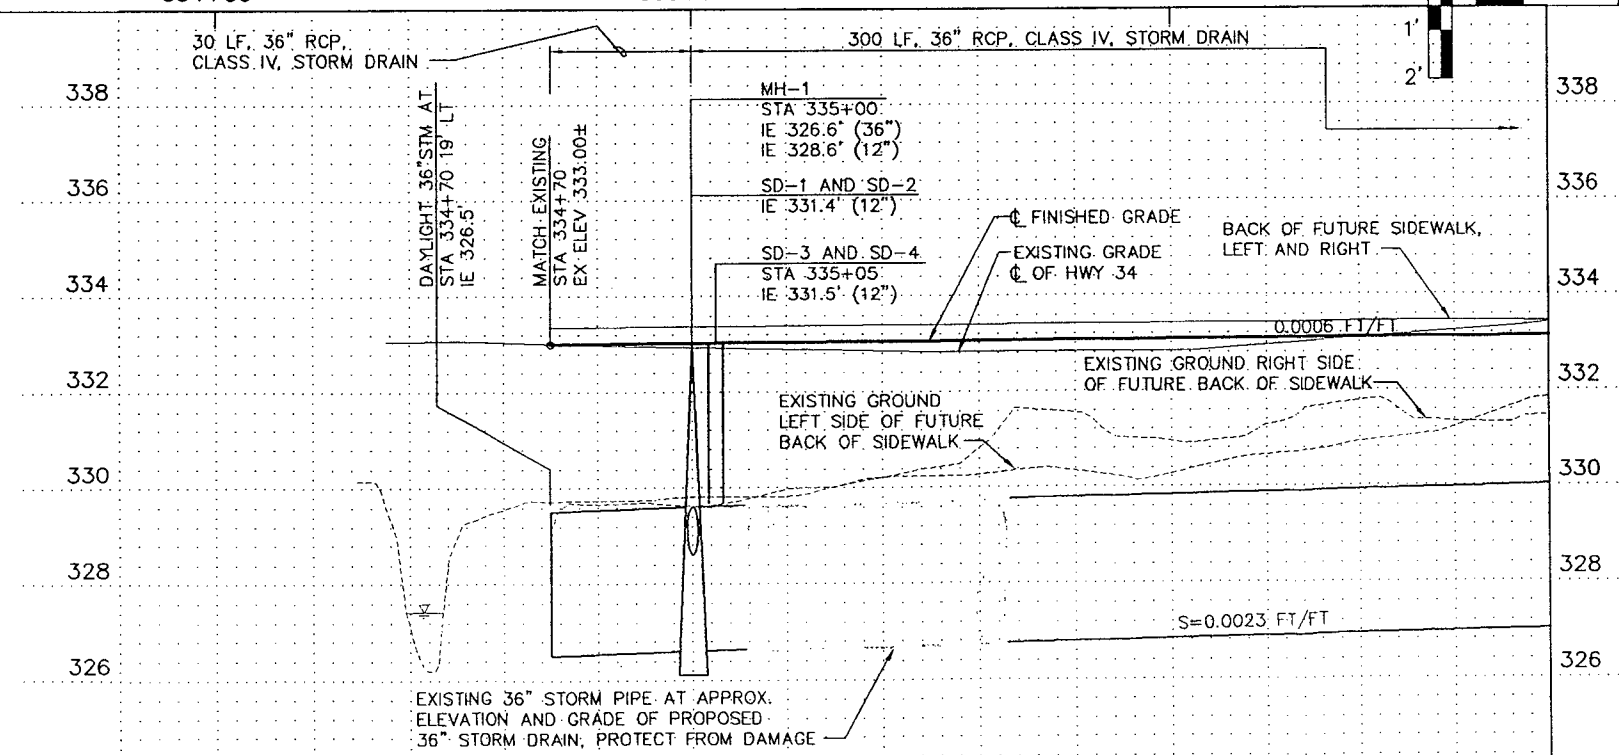 30 LF, 36" RCP,
CLASS IV, STORM DRAIN
300 LF, 36" RCP, CLASS IV, STORM DRAIN
1'
2'
338
338
DAYLIGHT 36"STM AT
STA 334+70 19' LT
IE 326.5'
MATCH EXISTING
STA 334+70
EX ELEV 333.00±
MH-1
STA 335+00
IE 326.6' (36")
IE 328.6' (12")
336
336
SD-1 AND SD-2
IE 331.4' (12")
℄ FINISHED GRADE
BACK OF FUTURE SIDEWALK,
LEFT AND RIGHT
SD-3 AND SD-4
STA 335+05
IE 331.5' (12")
EXISTING GRADE
℄ OF HWY 34
334
334
0.0006 FT/FT
332
332
EXISTING GROUND RIGHT SIDE
OF FUTURE BACK OF SIDEWALK
EXISTING GROUND
LEFT SIDE OF FUTURE
BACK OF SIDEWALK
330
330
328
328
S=0.0023 FT/FT
326
326
EXISTING 36" STORM PIPE AT APPROX.
ELEVATION AND GRADE OF PROPOSED
36" STORM DRAIN, PROTECT FROM DAMAGE